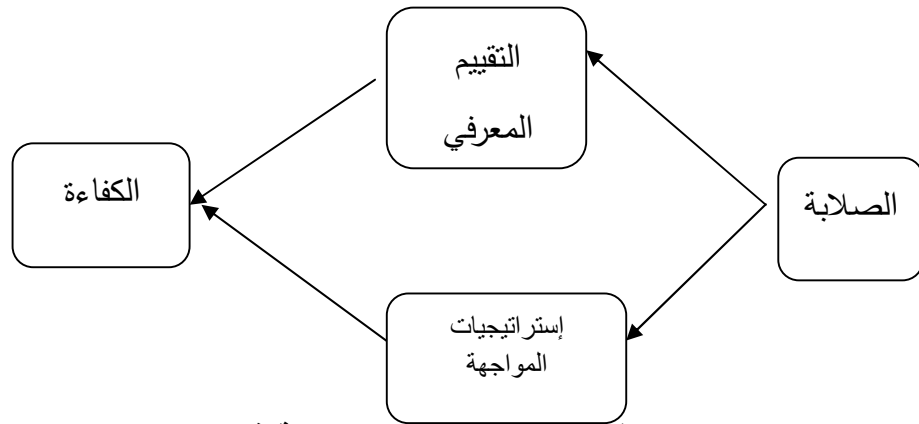 التقييم
المعرفي
الصلابة
الكفاءة
إستراتيجيات
المواجهة